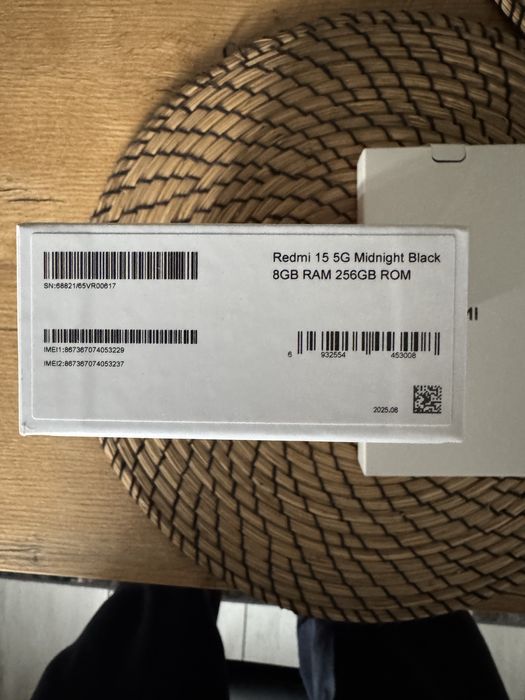 Redmi 15 5G Midnight Black
8GB RAM 256GB ROM
SN:68821/65VR00617
IMEI1:867367074053229
IMEI2:867367074053237
6 932554 453008
2025.08
MI